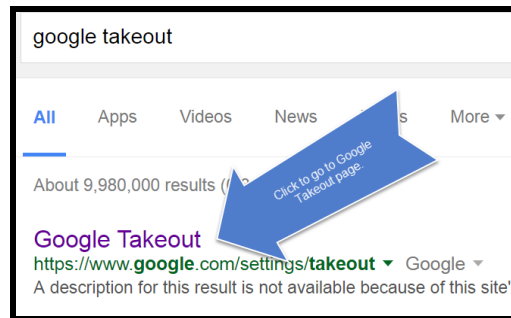 google takeout
All Apps Videos News More
About 9,980,000 results (
Click to go to Google
Takeout page.
Google Takeout
https://www.google.com/settings/takeout Google
A description for this result is not available because of this site'